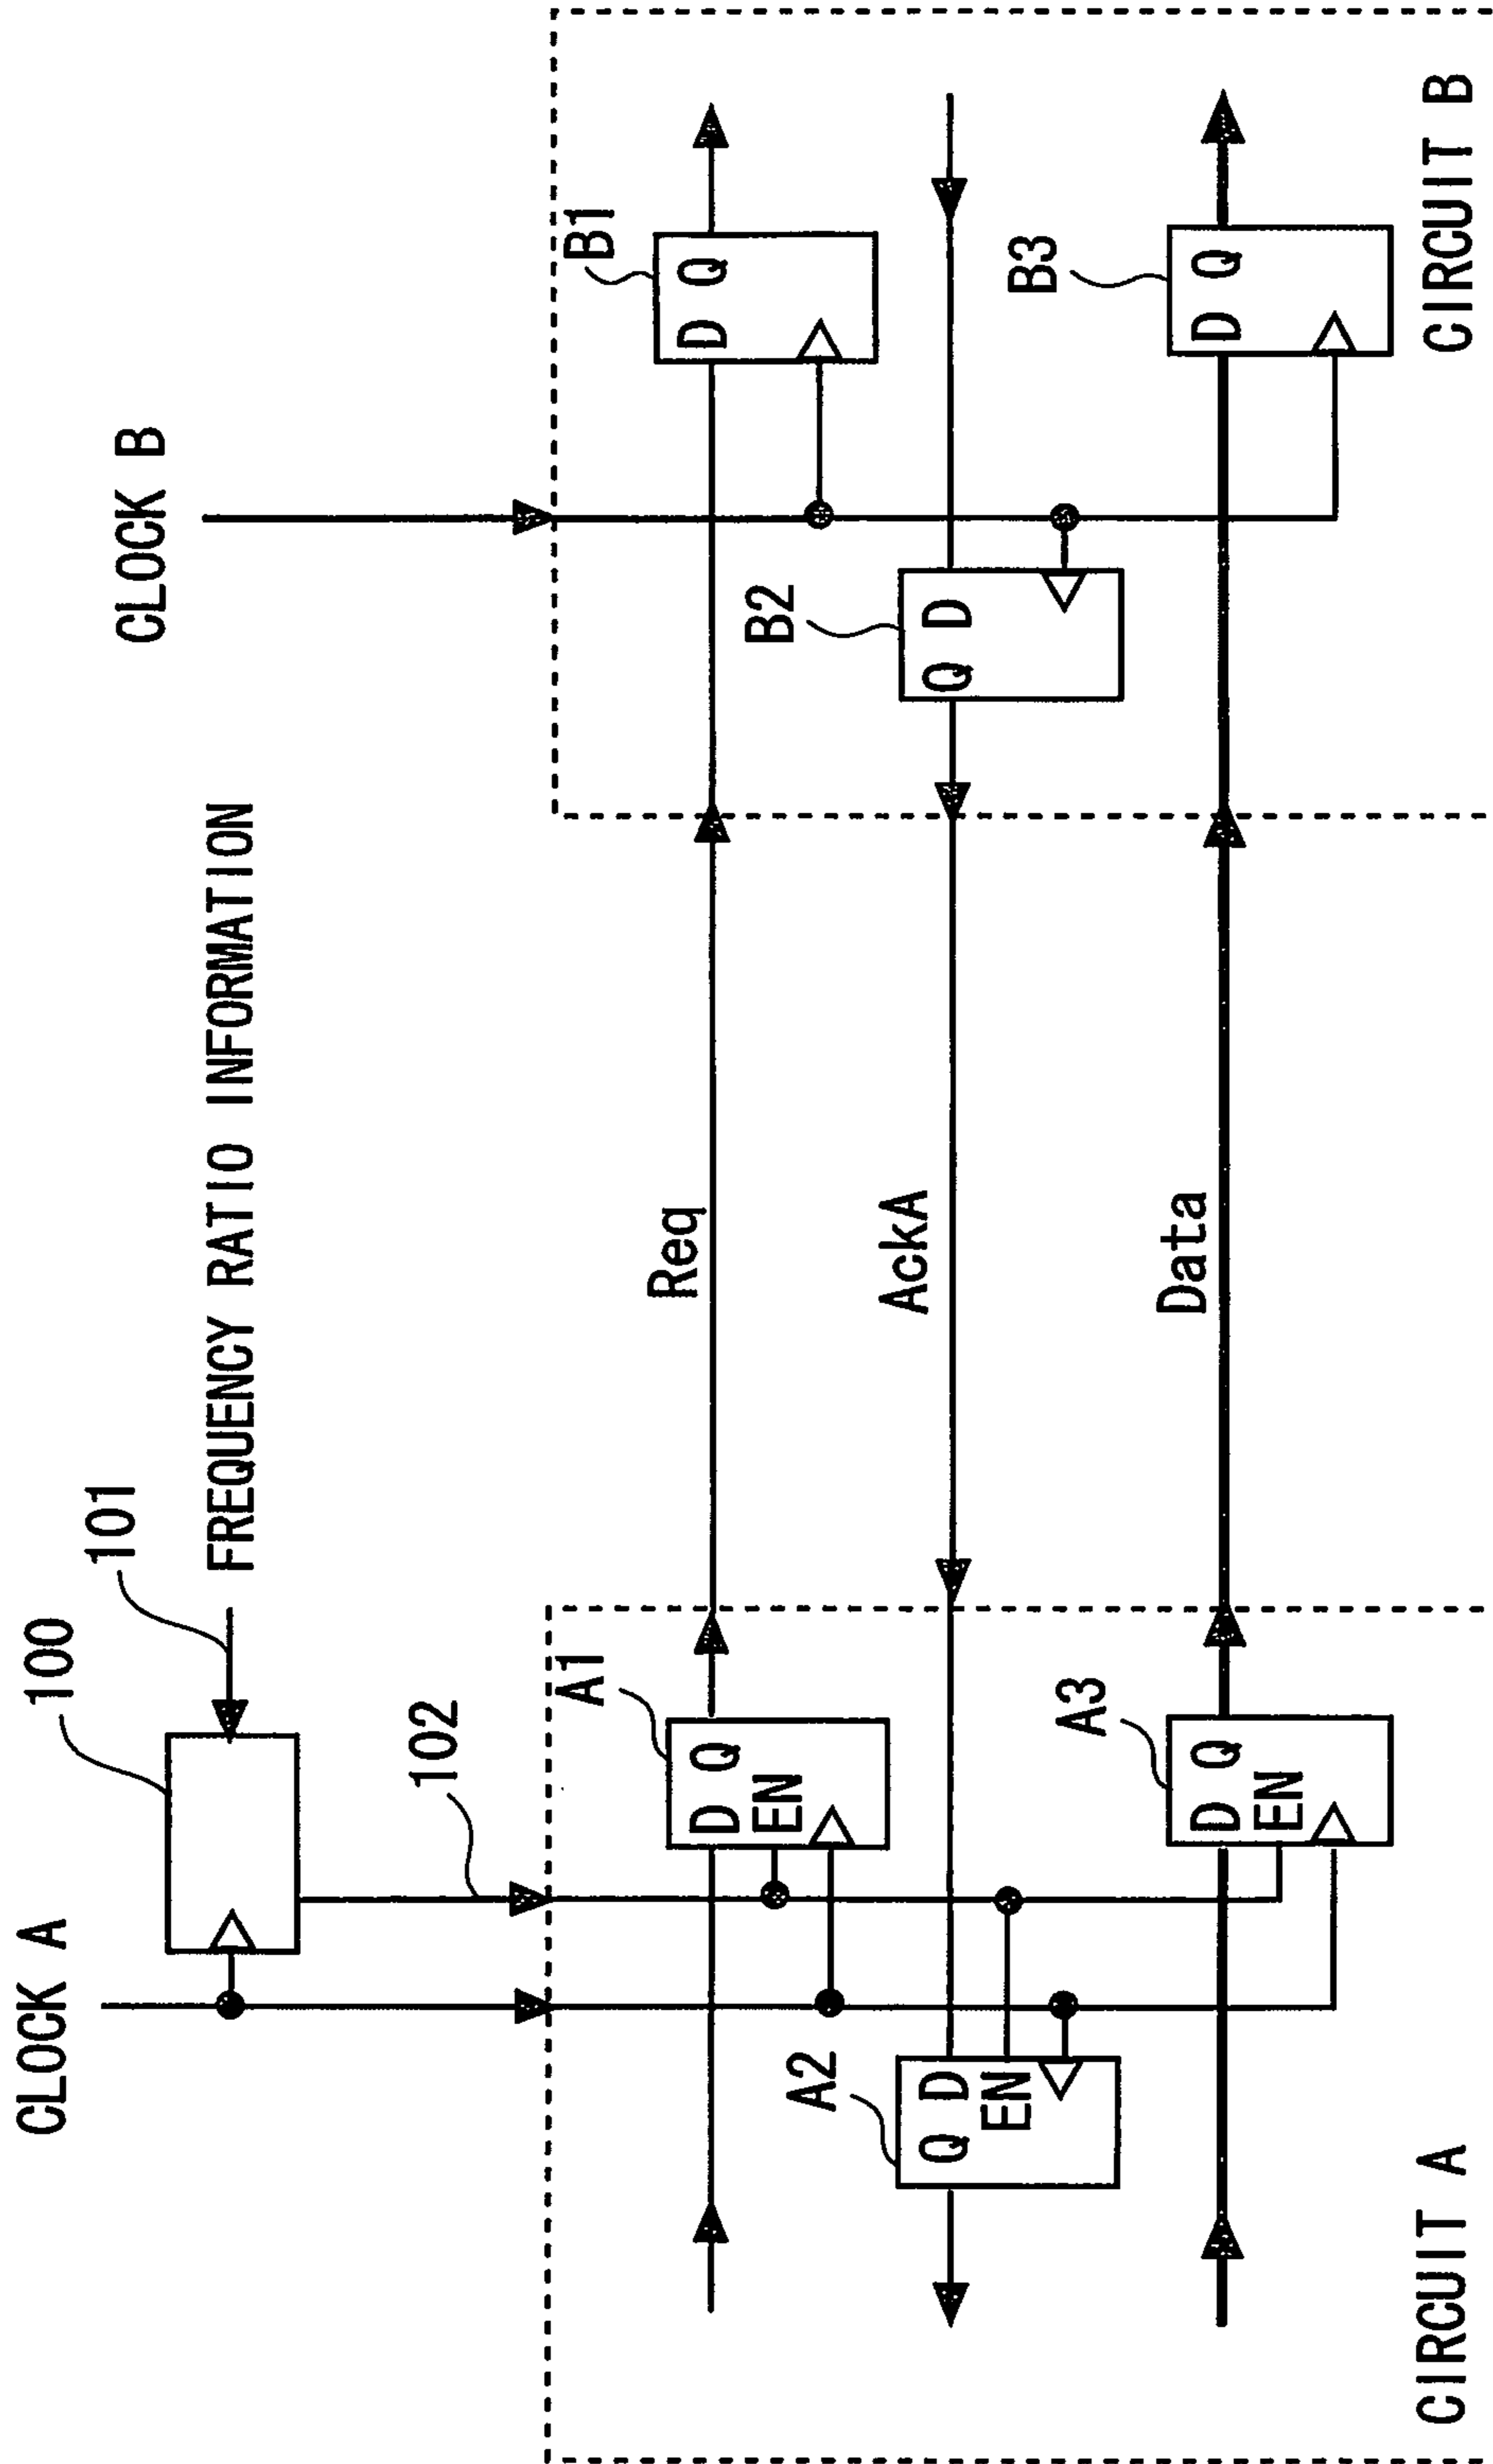 CLOCK A
100
101
FREQUENCY RATIO INFORMATION
CLOCK B
102
A1
D Q
EN
Req
B1
D Q
A2
Q D
EN
AckA
B2
Q D
A3
D Q
EN
Data
B3
D Q
CIRCUIT A
CIRCUIT B